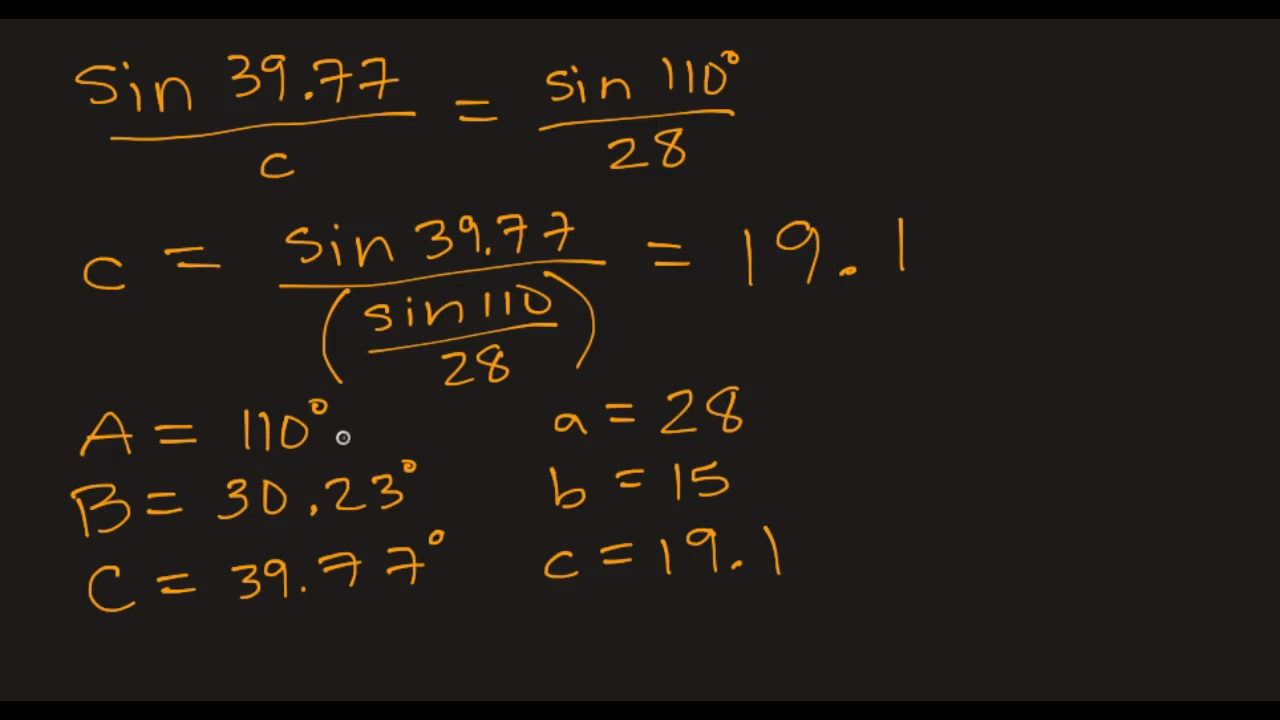 sin 39.77 / c = sin 110° / 28
c = sin 39.77 / (sin 110 / 28) = 19.1
A = 110° a = 28
B = 30.23° b = 15
C = 39.77° c = 19.1